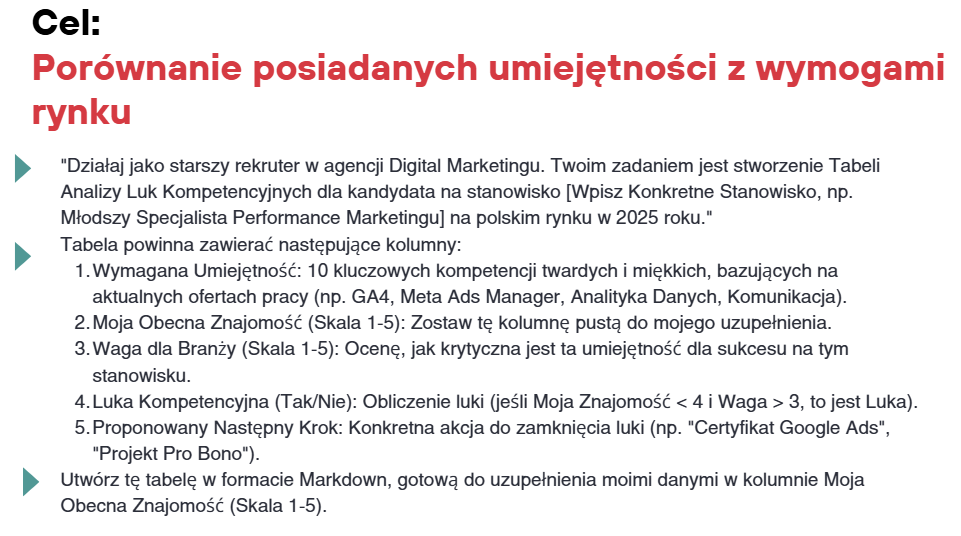 Cel:
Porównanie posiadanych umiejętności z wymogami
rynku
"Działaj jako starszy rekruter w agencji Digital Marketingu. Twoim zadaniem jest stworzenie Tabeli
Analizy Luk Kompetencyjnych dla kandydata na stanowisko [Wpisz Konkretne Stanowisko, np.
Młodszy Specjalista Performance Marketingu] na polskim rynku w 2025 roku."
Tabela powinna zawierać następujące kolumny:
1. Wymagana Umiejętność: 10 kluczowych kompetencji twardych i miękkich, bazujących na
aktualnych ofertach pracy (np. GA4, Meta Ads Manager, Analityka Danych, Komunikacja).
2. Moja Obecna Znajomość (Skala 1-5): Zostaw tę kolumnę pustą do mojego uzupełnienia.
3. Waga dla Branży (Skala 1-5): Ocenę, jak krytyczna jest ta umiejętność dla sukcesu na tym
stanowisku.
4. Luka Kompetencyjna (Tak/Nie): Obliczenie luki (jeśli Moja Znajomość < 4 i Waga > 3, to jest Luka).
5. Proponowany Następny Krok: Konkretna akcja do zamknięcia luki (np. "Certyfikat Google Ads",
"Projekt Pro Bono").
Utwórz tę tabelę w formacie Markdown, gotową do uzupełnienia moimi danymi w kolumnie Moja
Obecna Znajomość (Skala 1-5).